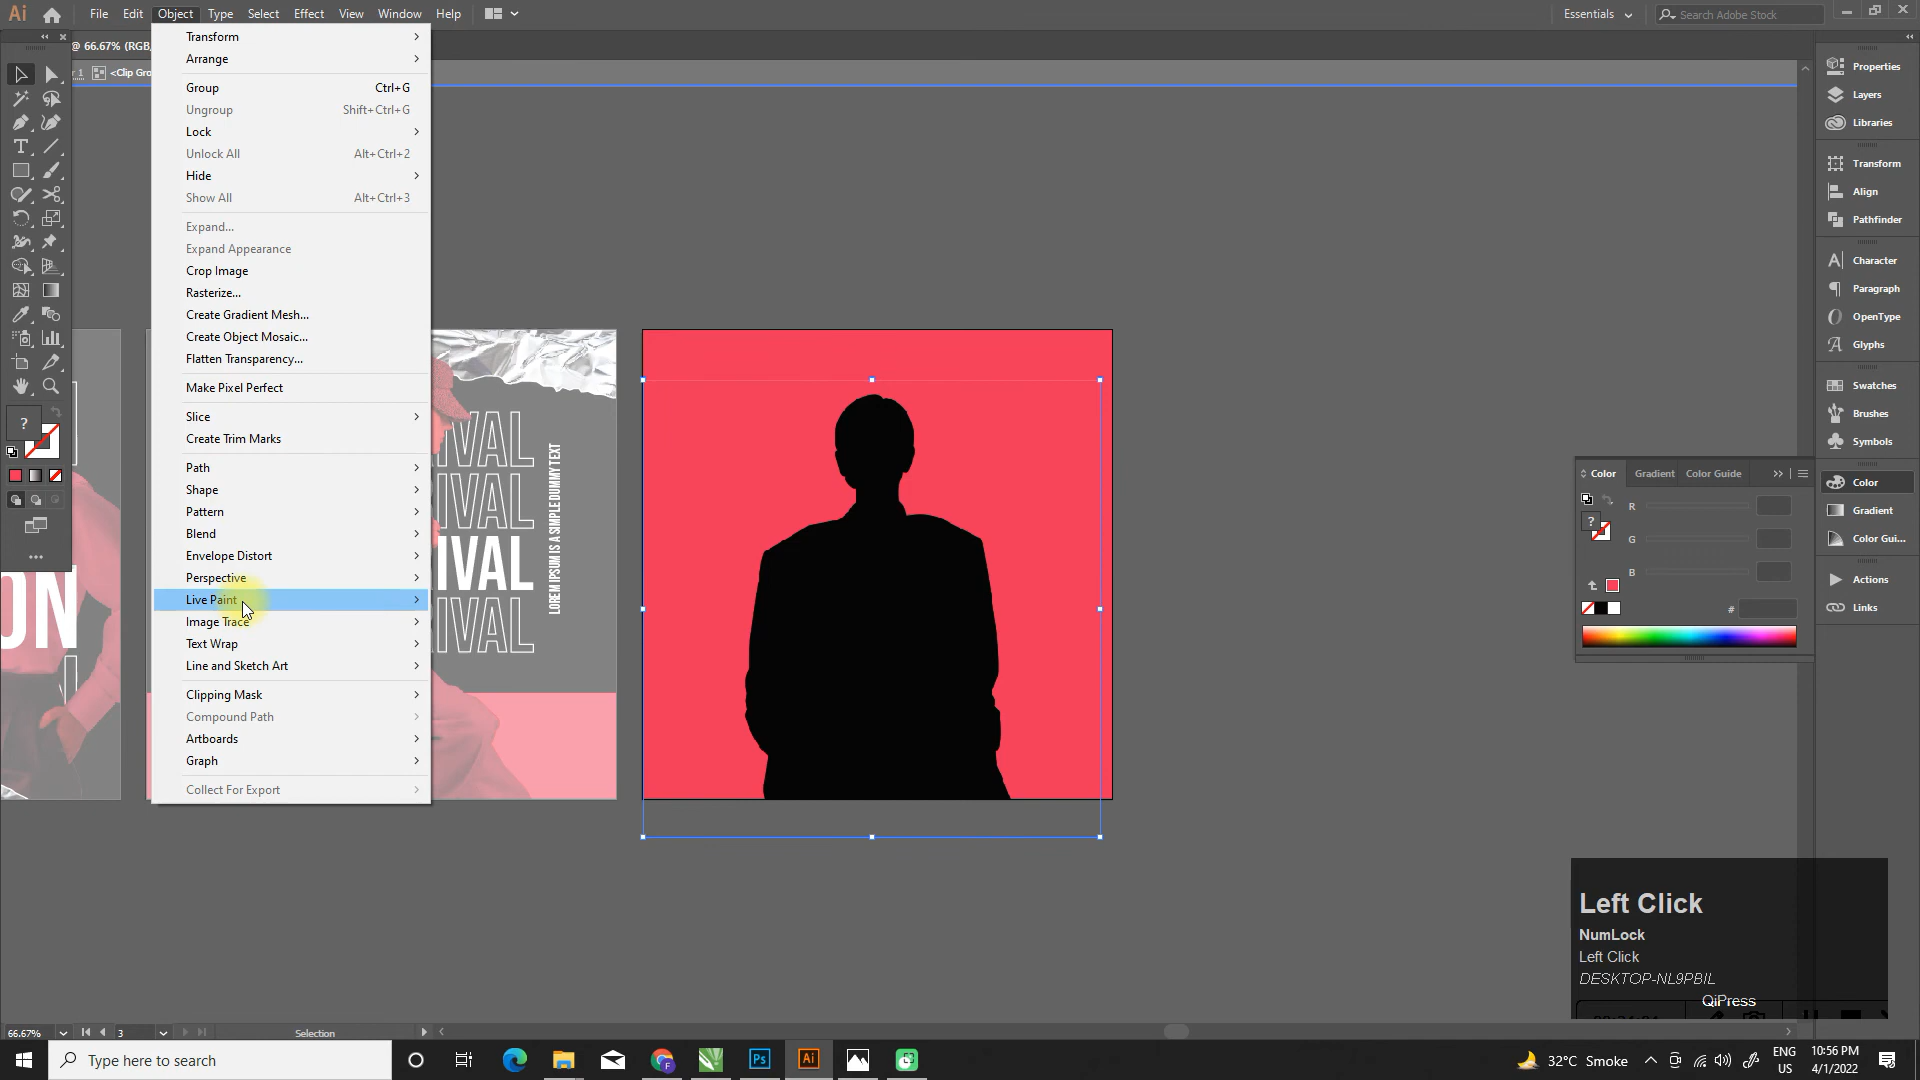 Ai File Edit Object Type Select Effect View Window Help Essentials Search Adobe Stock
@ 66.67% (RGB,
<Clip Gro
Transform
Arrange
Group Ctrl+G
Ungroup Shift+Ctrl+G
Lock
Unlock All Alt+Ctrl+2
Hide
Show All Alt+Ctrl+3
Expand...
Expand Appearance
Crop Image
Rasterize...
Create Gradient Mesh...
Create Object Mosaic...
Flatten Transparency...
Make Pixel Perfect
Slice
Create Trim Marks
Path
Shape
Pattern
Blend
Envelope Distort
Perspective
Live Paint
Image Trace
Text Wrap
Line and Sketch Art
Clipping Mask
Compound Path
Artboards
Graph
Collect For Export
ON
IVAL
IVAL
IVAL
IVAL
LOREM IPSUM IS A SIMPLE DUMMY TEXT
Properties
Layers
Libraries
Transform
Align
Pathfinder
Character
Paragraph
OpenType
Glyphs
Swatches
Brushes
Symbols
Color
Gradient
Color Gui...
Actions
Links
Color Gradient Color Guide
R
G
B
#
Left Click
NumLock
Left Click
DESKTOP-NL9PBIL
QiPress
66.67% 3 Selection
Type here to search
Ps Ai
32°C Smoke
ENG
US
10:56 PM
4/1/2022